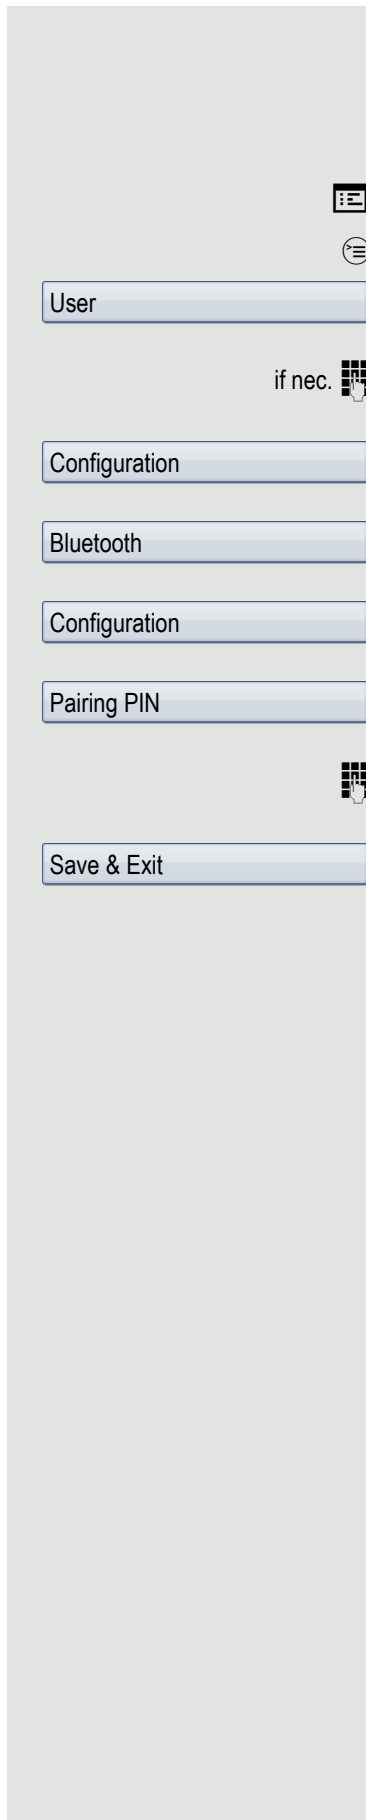 User
if nec.
Configuration
Bluetooth
Configuration
Pairing PIN
Save & Exit